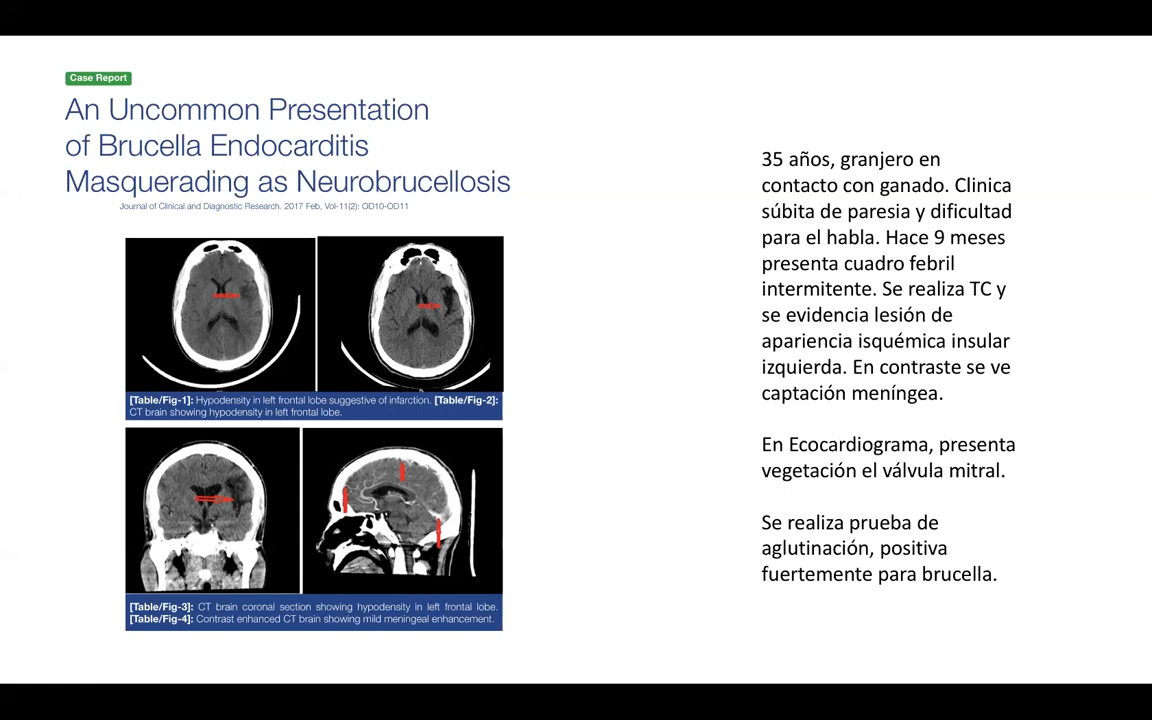 Case Report
An Uncommon Presentation
of Brucella Endocarditis
Masquerading as Neurobrucellosis
Journal of Clinical and Diagnostic Research. 2017 Feb, Vol-11(2): OD10-OD11
[Table/Fig-1]: Hypodensity in left frontal lobe suggestive of infarction. [Table/Fig-2]:
CT brain showing hypodensity in left frontal lobe.
[Table/Fig-3]: CT brain coronal section showing hypodensity in left frontal lobe.
[Table/Fig-4]: Contrast enhanced CT brain showing mild meningeal enhancement.
35 años, granjero en
contacto con ganado. Clinica
súbita de paresia y dificultad
para el habla. Hace 9 meses
presenta cuadro febril
intermitente. Se realiza TC y
se evidencia lesión de
apariencia isquémica insular
izquierda. En contraste se ve
captación meníngea.
En Ecocardiograma, presenta
vegetación el válvula mitral.
Se realiza prueba de
aglutinación, positiva
fuertemente para brucella.